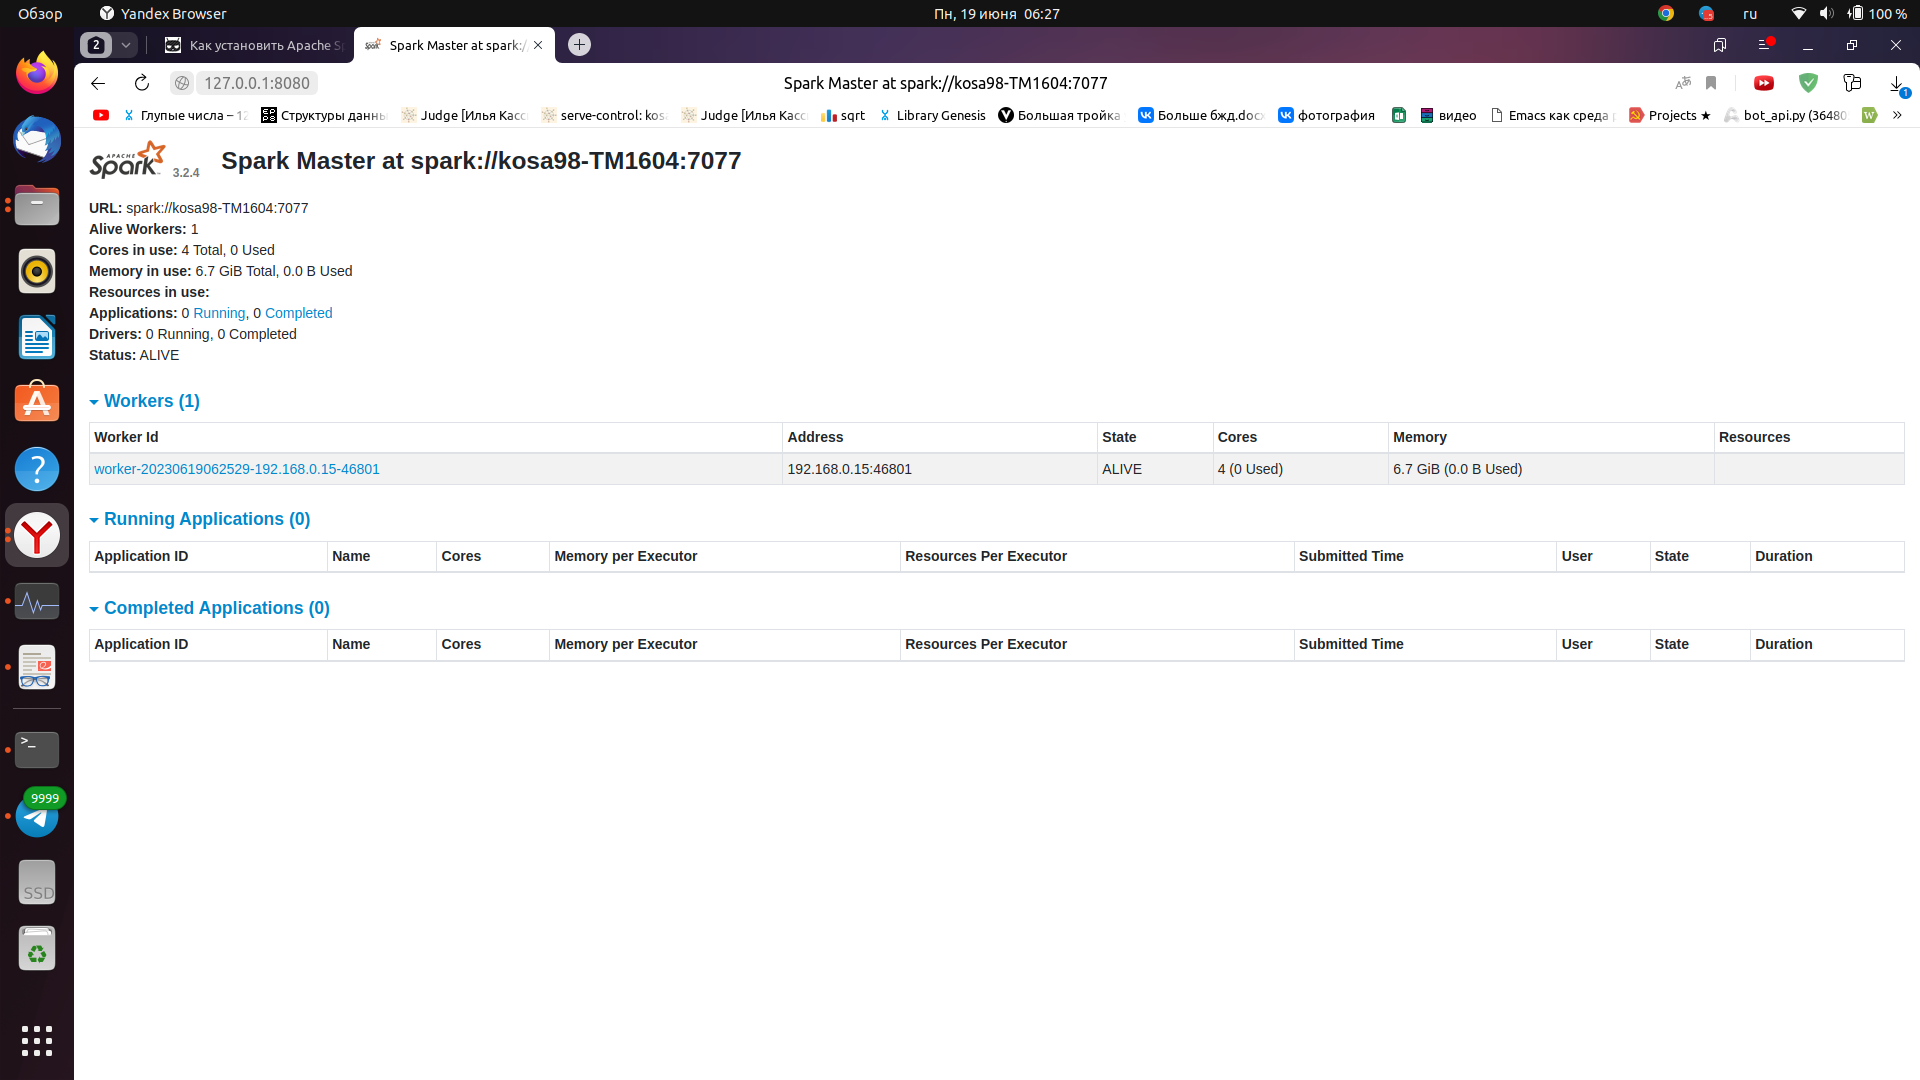 Обзор Yandex Browser Пн, 19 июня 06:27 ru 100 %
2 Как установить Apache S Spark Master at spark:/
127.0.0.1:8080 Spark Master at spark://kosa98-TM1604:7077
1
Глупые числа – 12 Структуры данны Judge [Илья Касс serve-control: kosa Judge [Илья Касс sqrt Library Genesis Большая тройка Больше бжд.docx фотография видео Emacs как среда Projects ★ bot_api.py (36480 W »
APACHE Spark 3.2.4 Spark Master at spark://kosa98-TM1604:7077
URL: spark://kosa98-TM1604:7077
Alive Workers: 1
Cores in use: 4 Total, 0 Used
Memory in use: 6.7 GiB Total, 0.0 B Used
Resources in use:
Applications: 0 Running, 0 Completed
Drivers: 0 Running, 0 Completed
Status: ALIVE
Workers (1)
Worker Id Address State Cores Memory Resources
worker-20230619062529-192.168.0.15-46801 192.168.0.15:46801 ALIVE 4 (0 Used) 6.7 GiB (0.0 B Used)
Running Applications (0)
Application ID Name Cores Memory per Executor Resources Per Executor Submitted Time User State Duration
Completed Applications (0)
Application ID Name Cores Memory per Executor Resources Per Executor Submitted Time User State Duration
>_
9999
SSD